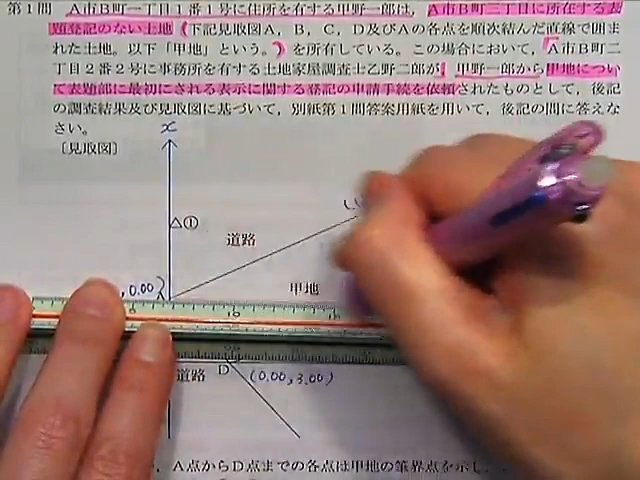 第１問　A市B町一丁目１番１号に住所を有する甲野一郎は，A市B町三丁目に所在する表
題登記のない土地（下記見取図A，B，C，D及びAの各点を順次結んだ直線で囲ま
れた土地。以下「甲地」という。）を所有している。この場合において，「A市B町二
丁目２番２号に事務所を有する土地家屋調査士乙野二郎が，甲野一郎から甲地につい
て表題部に最初にされる表示に関する登記の申請手続を依頼されたものとして，後記
の調査結果及び見取図に基づいて，別紙第１問答案用紙を用いて，後記の問に答えな
さい。
x
〔見取図〕
△①
道路
, 0.00)
甲地
道路 D (0.00, 3.00)
，A点からD点までの各点は甲地の筆界点を示し